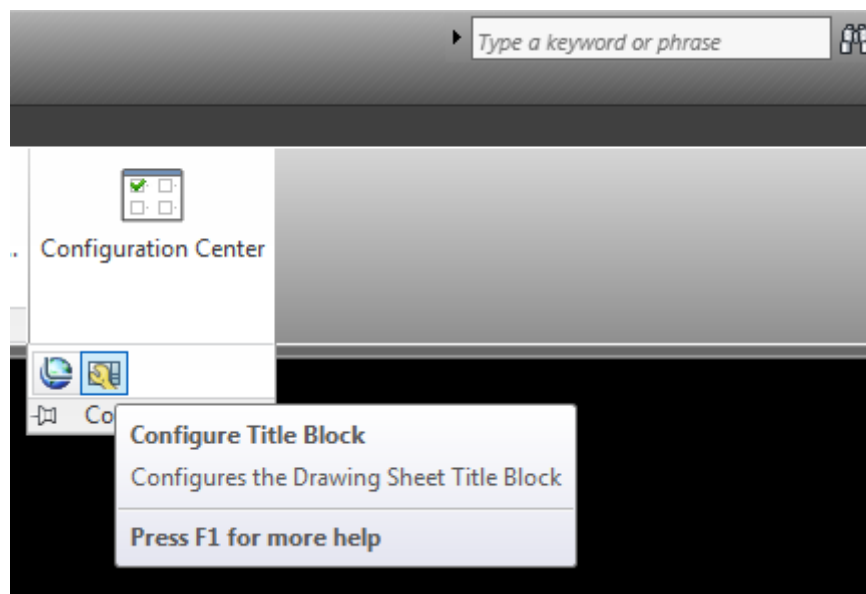 Type a keyword or phrase
..
Configuration Center
Co
Configure Title Block
Configures the Drawing Sheet Title Block
Press F1 for more help